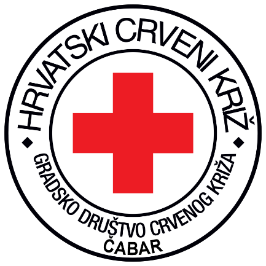 HRVATSKI CRVENI KRIŽ
GRADSKO DRUŠTVO CRVENOG KRIŽA
ČABAR